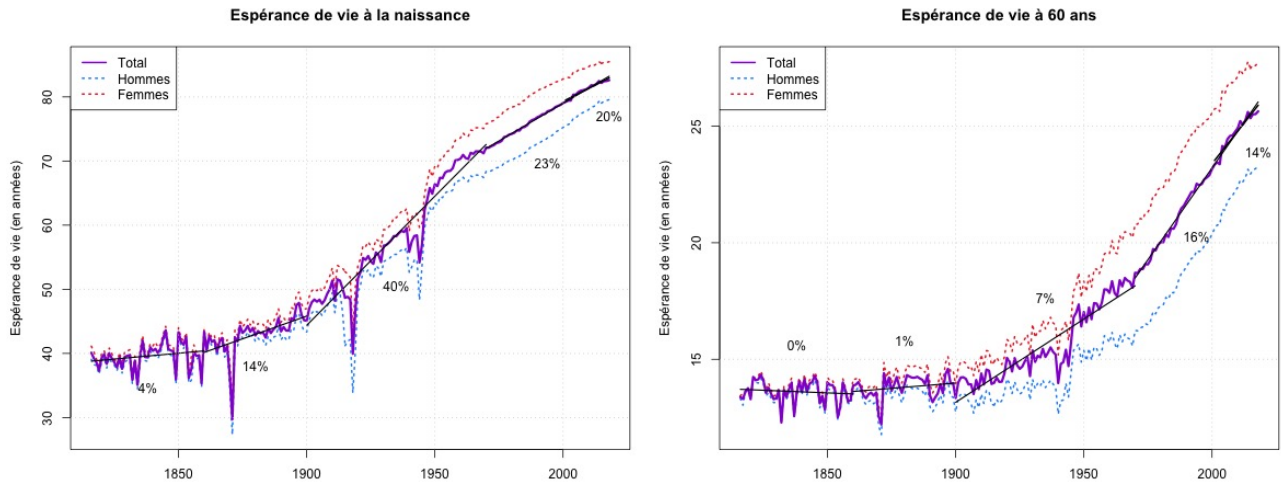 Espérance de vie à la naissance
Total
Hommes
Femmes
Espérance de vie (en années)
80
70
60
50
40
30
4%
14%
40%
23%
20%
1850
1900
1950
2000
Espérance de vie à 60 ans
Total
Hommes
Femmes
Espérance de vie (en années)
25
20
15
0%
1%
7%
16%
14%
1850
1900
1950
2000